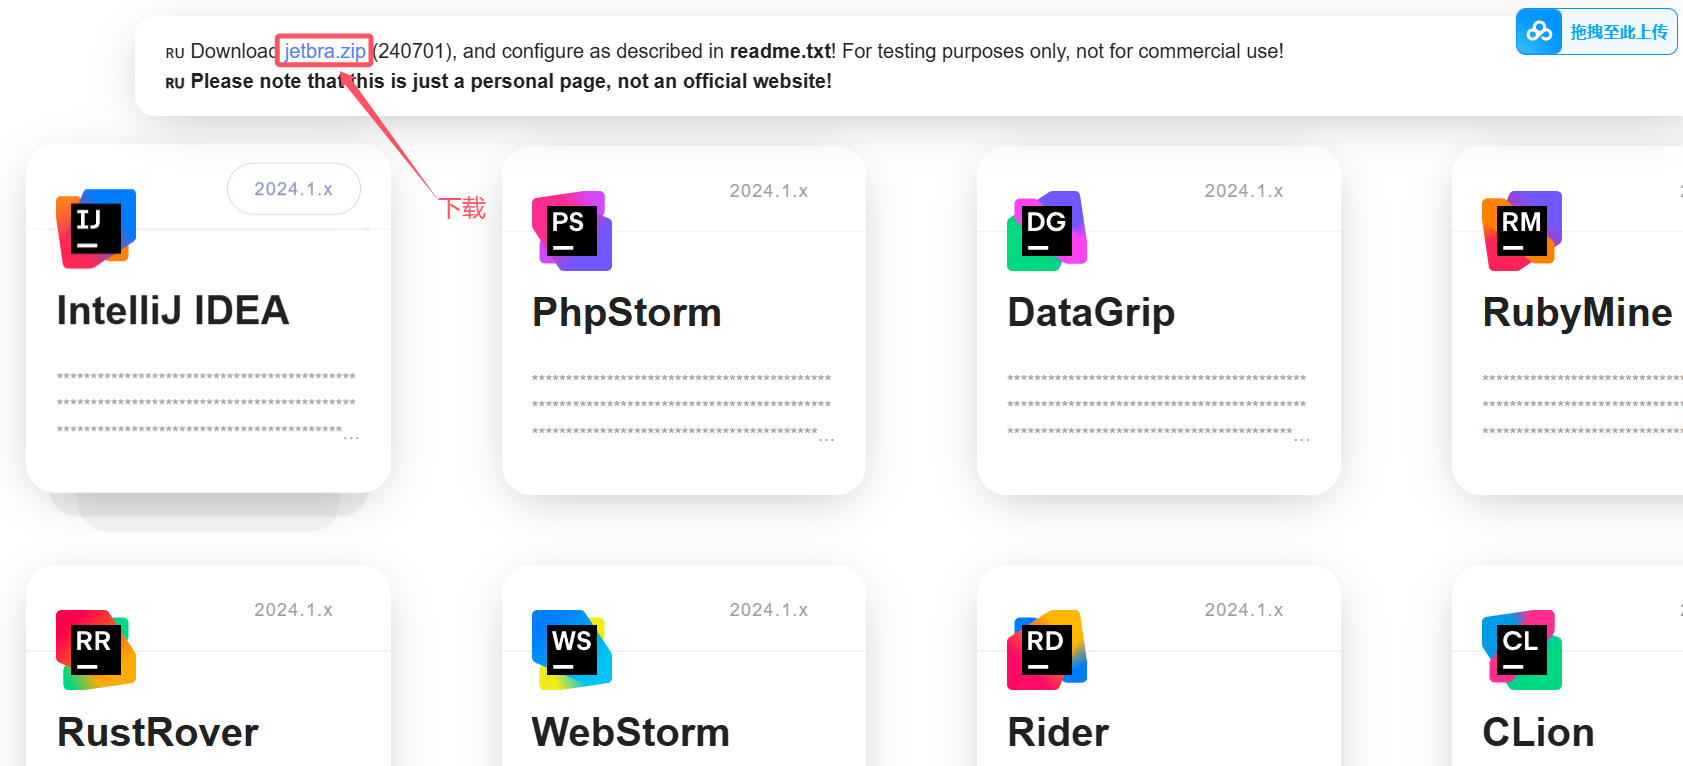 RU Download jetbra.zip (240701), and configure as described in readme.txt! For testing purposes only, not for commercial use!
RU Please note that this is just a personal page, not an official website!
拖拽至此上传
下载
IJ
2024.1.x
IntelliJ IDEA
********************************************
********************************************
******************************************...
PS
2024.1.x
PhpStorm
********************************************
********************************************
******************************************...
DG
2024.1.x
DataGrip
********************************************
********************************************
******************************************...
RM
RubyMine
RR
2024.1.x
RustRover
WS
2024.1.x
WebStorm
RD
2024.1.x
Rider
CL
CLion